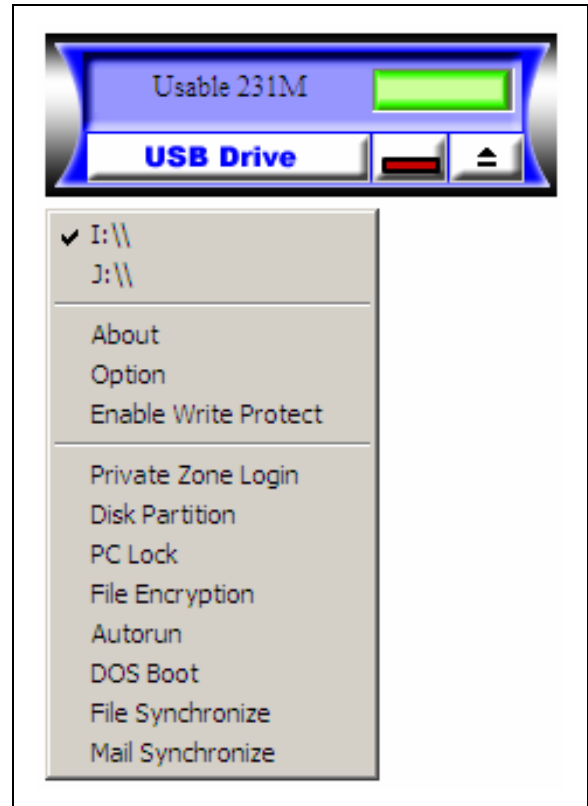 Usable 231M
USB Drive
I:\\
J:\\
About
Option
Enable Write Protect
Private Zone Login
Disk Partition
PC Lock
File Encryption
Autorun
DOS Boot
File Synchronize
Mail Synchronize